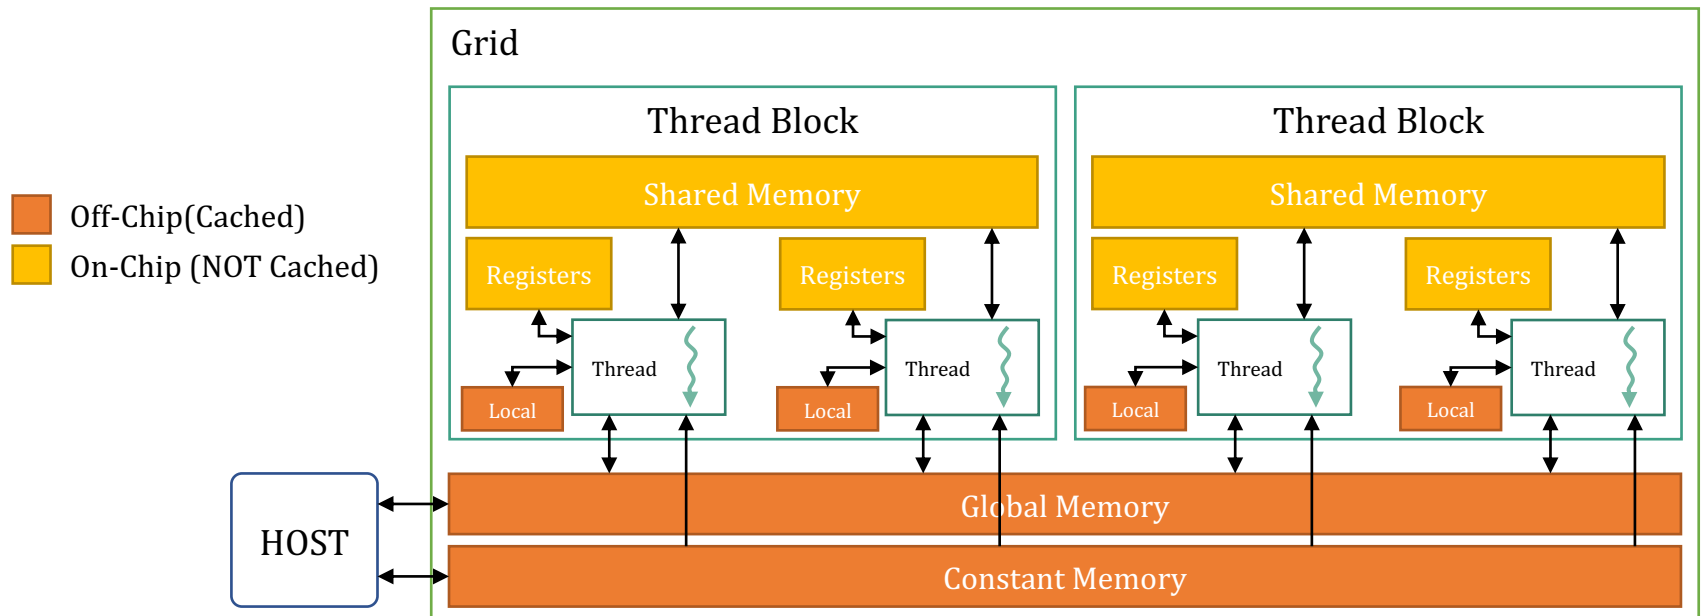 Grid
Thread Block
Thread Block
Shared Memory
Shared Memory
Off-Chip(Cached)
On-Chip (NOT Cached)
Registers
Registers
Registers
Registers
Thread
Thread
Thread
Thread
Local
Local
Local
Local
Global Memory
HOST
Constant Memory